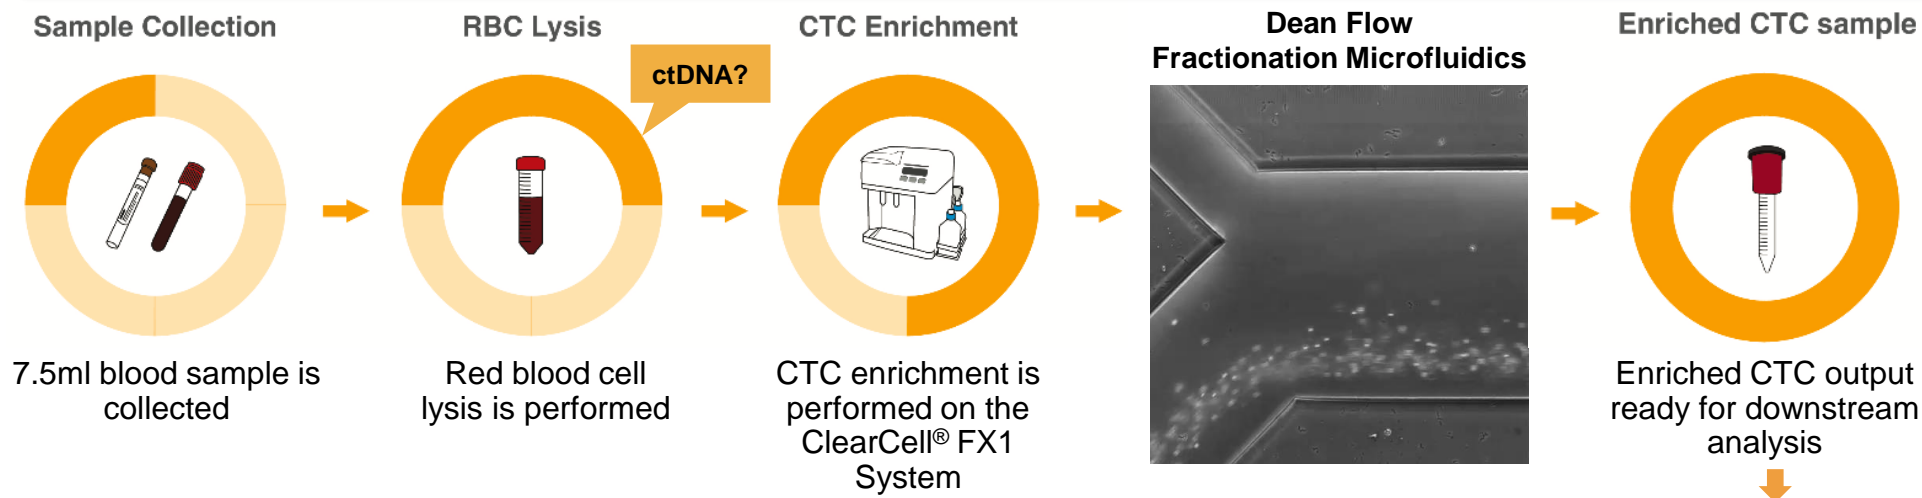 Sample Collection
7.5ml blood sample is
collected
RBC Lysis
ctDNA?
Red blood cell
lysis is performed
CTC Enrichment
CTC enrichment is
performed on the
ClearCell® FX1
System
Dean Flow
Fractionation Microfluidics
Enriched CTC sample
Enriched CTC output
ready for downstream
analysis